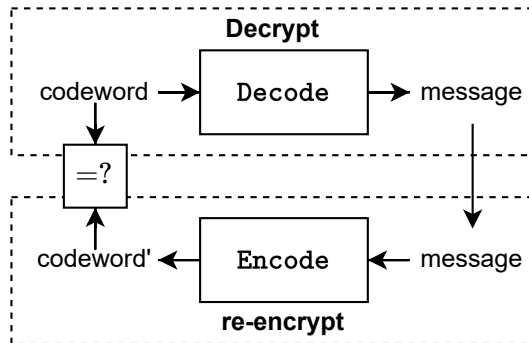 Decrypt
codeword Decode message
=?
codeword' Encode message
re-encrypt